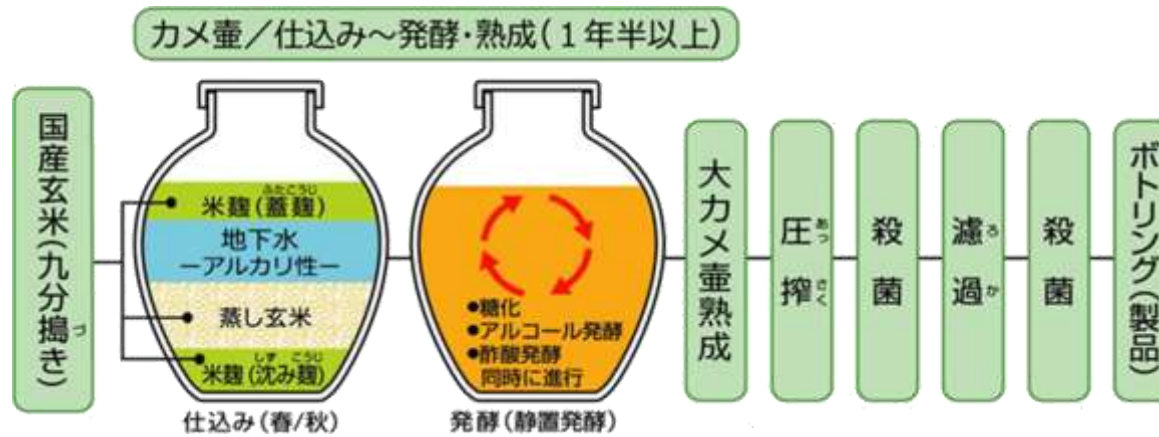 カメ壺／仕込み～発酵・熟成(1年半以上)
国産玄米(九分搗き)
づ
ふたこうじ
米麹(蓋麹)
地下水
ーアルカリ性ー
蒸し玄米
しず こうじ
米麹(沈み麹)
仕込み(春/秋)
●糖化
●アルコール発酵
●酢酸発酵
同時に進行
発酵(静置発酵)
大カメ壺熟成
圧搾
あっさく
殺菌
濾過
ろか
殺菌
ボトリング(製品)